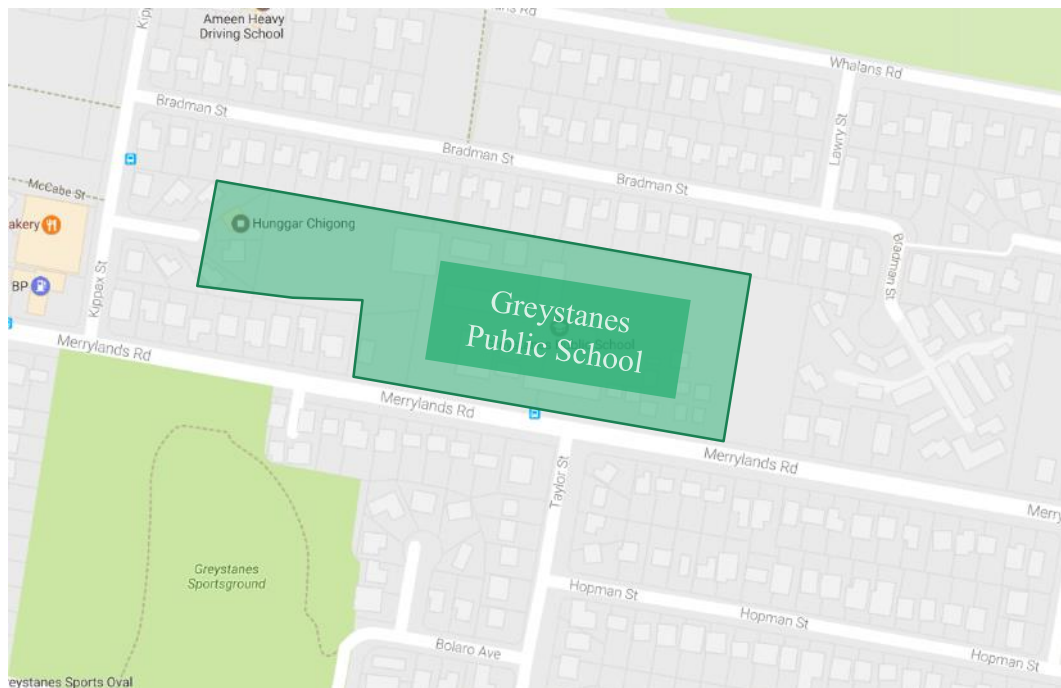 Ameen Heavy
Driving School
Whalans Rd
Bradman St
Lawry St
Bradman St
Bradman St
McCabe St
akery
Hunggar Chigong
Bradman St
BP
Kippax St
Greystanes
Public School
Merrylands Rd
Merrylands Rd
Merrylands Rd
Merry
Taylor St
Greystanes
Sportsground
Hopman St
Hopman St
Hopman St
Bolaro Ave
eystanes Sports Oval